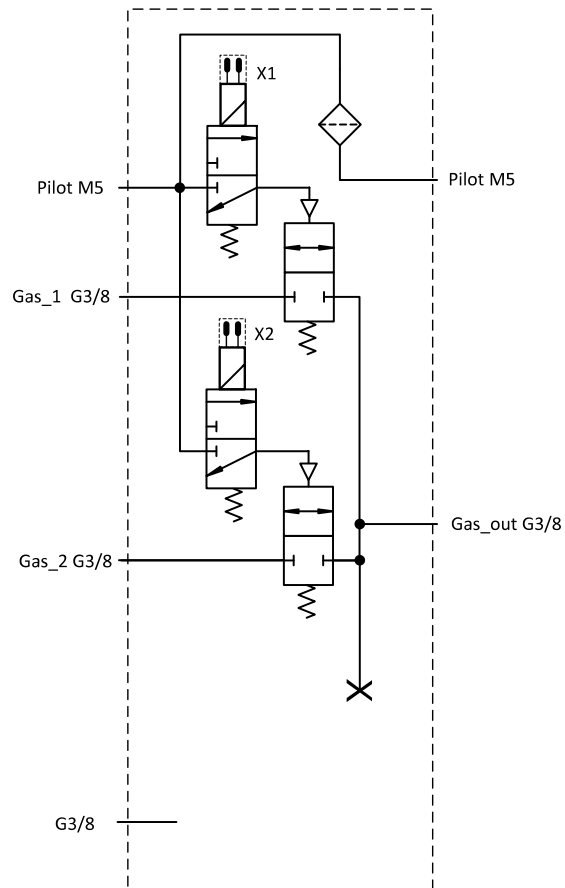 X1
Pilot M5
Pilot M5
Gas_1 G3/8
X2
Gas_out G3/8
Gas_2 G3/8
G3/8